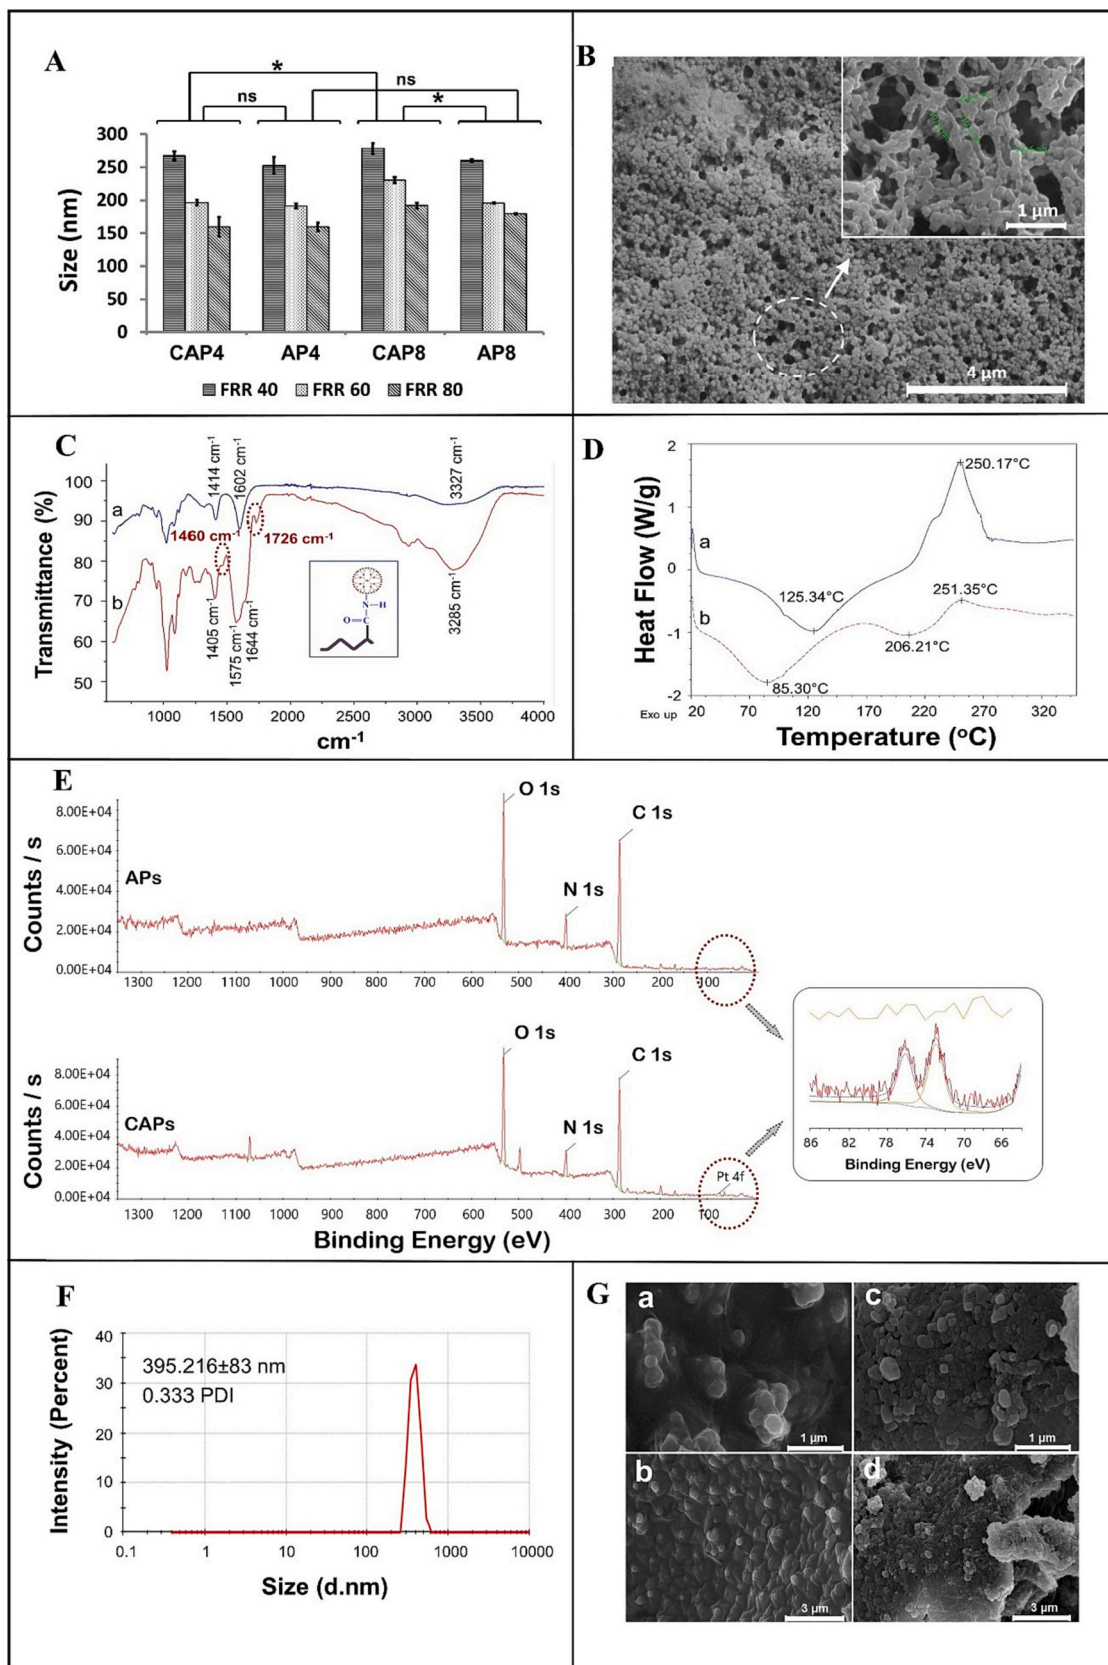 A
*
ns
ns
*
300
250
200
150
100
50
0
Size (nm)
CAP4 AP4 CAP8 AP8
FRR 40 FRR 60 FRR 80
B
1 µm
4 µm
C
Transmittance (%)
100
90
80
70
60
50
a
b
1414 cm-1
1602 cm-1
3327 cm-1
1460 cm-1
1726 cm-1
1405 cm-1
1575 cm-1
1644 cm-1
3285 cm-1
N H
O C
1000 1500 2000 2500 3000 3500 4000
cm-1
D
Heat Flow (W/g)
2
1
0
-1
-2
a
b
250.17°C
125.34°C
251.35°C
206.21°C
85.30°C
Exo up
20 70 120 170 220 270 320
Temperature (oC)
E
Counts / s
8.00E+04
6.00E+04
4.00E+04
2.00E+04
0.00E+04
APs
O 1s
N 1s
C 1s
1300 1200 1100 1000 900 800 700 600 500 400 300 200 100
Counts / s
8.00E+04
6.00E+04
4.00E+04
2.00E+04
0.00E+04
CAPs
O 1s
N 1s
C 1s
Pt 4f
1300 1200 1100 1000 900 800 700 600 500 400 300 200 100
Binding Energy (eV)
86 82 78 74 70 66
Binding Energy (eV)
F
Intensity (Percent)
40
30
20
10
0
395.216±83 nm
0.333 PDI
0.1 1 10 100 1000 10000
Size (d.nm)
G
a
1 µm
c
1 µm
b
3 µm
d
3 µm